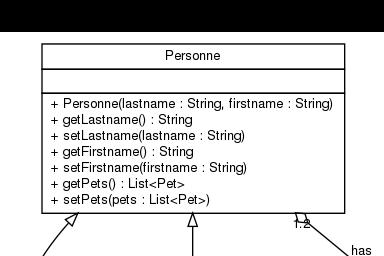 Personne
+ Personne(lastname : String, firstname : String)
+ getLastname() : String
+ setLastname(lastname : String)
+ getFirstname() : String
+ setFirstname(firstname : String)
+ getPets() : List<Pet>
+ setPets(pets : List<Pet>)
1.2
has